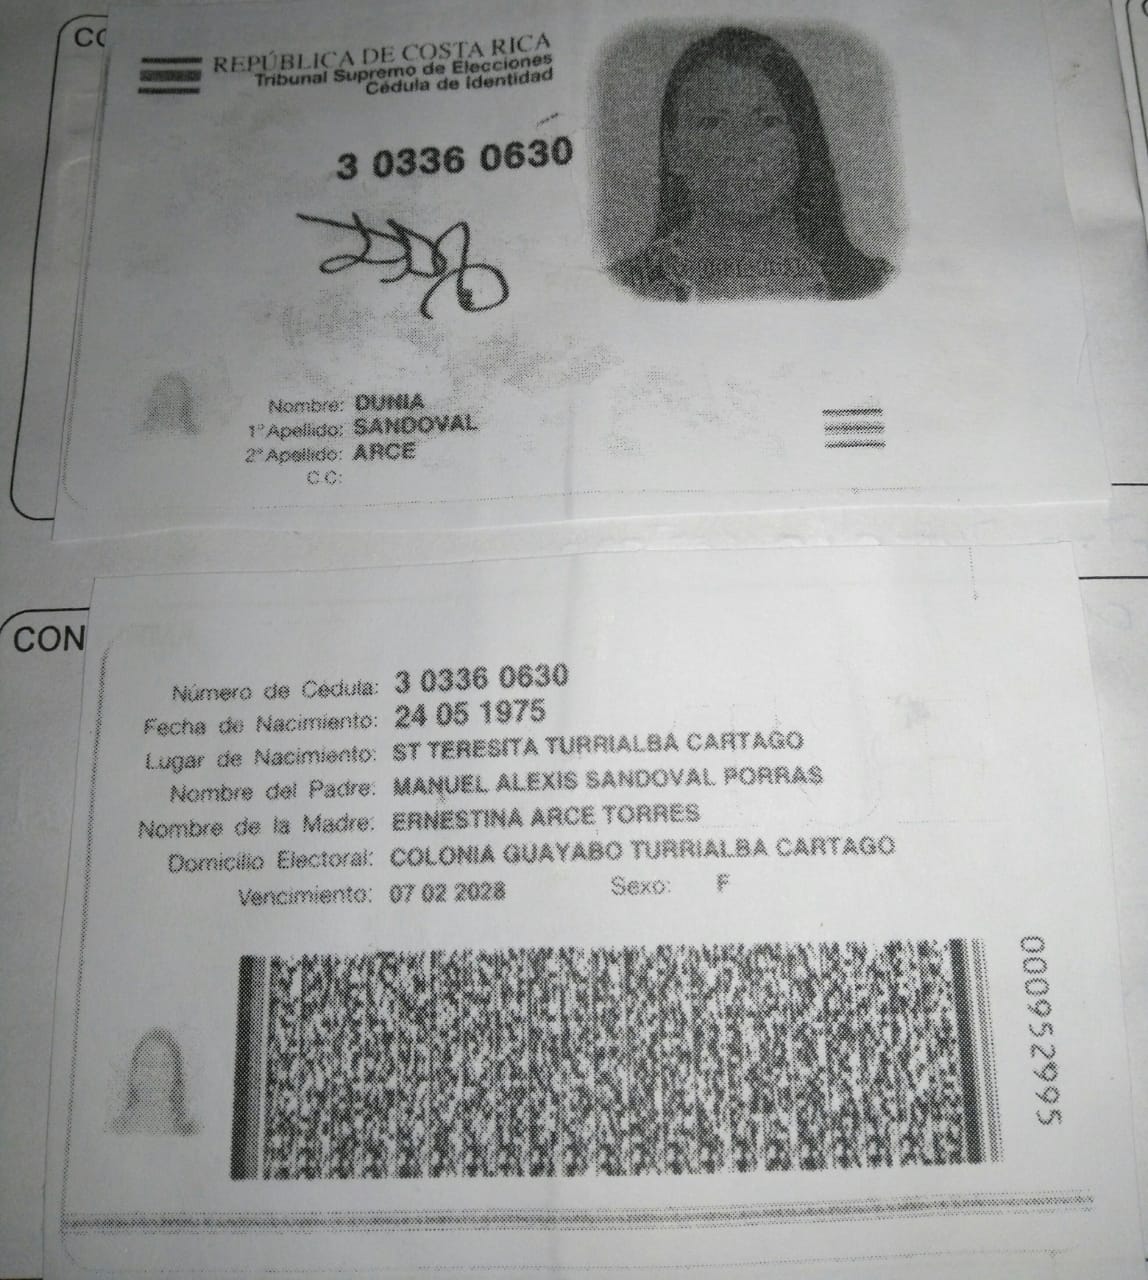 CO
REPÚBLICA DE COSTA RICA
Tribunal Supremo de Elecciones
Cédula de Identidad
3 0336 0630
Nombre: DUNIA
1°Apellido: SANDOVAL
2°Apellido: ARCE
C C:
CON
Número de Cédula: 3 0336 0630
Fecha de Nacimiento: 24 05 1975
Lugar de Nacimiento: ST TERESITA TURRIALBA CARTAGO
Nombre del Padre: MANUEL ALEXIS SANDOVAL PORRAS
Nombre de la Madre: ERNESTINA ARCE TORRES
Domicilio Electoral: COLONIA GUAYABO TURRIALBA CARTAGO
Vencimiento: 07 02 2028 Sexo: F
000952995